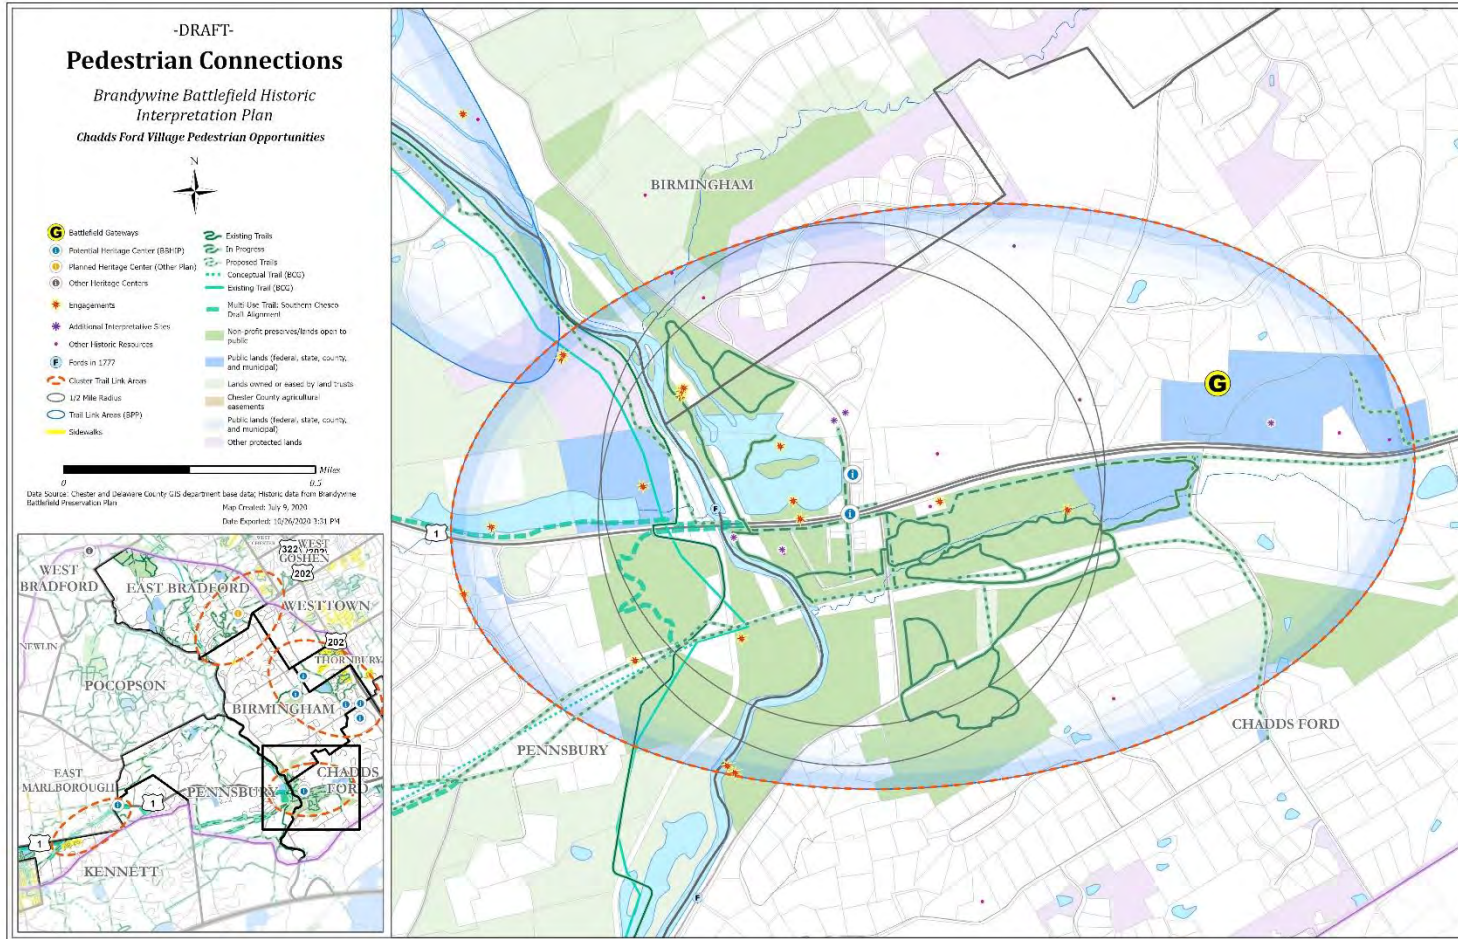 -DRAFT-
Pedestrian Connections
Brandywine Battlefield Historic
Interpretation Plan
Chadds Ford Village Pedestrian Opportunities
N
G Battlefield Gateways
Potential Heritage Center (BBHIP)
Planned Heritage Center (Other Plan)
Other Heritage Centers
Engagements
Additional Interpretative Sites
Other Historic Resources
F Fords in 1777
Cluster Trail Link Areas
1/2 Mile Radius
Trail Link Areas (BPP)
Sidewalks
Existing Trails
In Progress
Proposed Trails
Conceptual Trail (BCG)
Existing Trail (BCG)
Multi-Use Trail: Southern Chesco
Draft Alignment
Non-profit preserves/lands open to
public
Public lands (federal, state, county,
and municipal)
Lands owned or eased by land trusts
Chester County agricultural
easements
Public lands (federal, state, county,
and municipal)
Other protected lands
0 0.5 Miles
Data Source: Chester and Delaware County GIS department base data; Historic data from Brandywine
Battlefield Preservation Plan
Map Created: July 9, 2020
Date Exported: 10/26/2020 3:31 PM
WEST
BRADFORD
EAST BRADFORD
WEST
GOSHEN
322
202
202
WESTTOWN
202
THORNBURY
NEWLIN
POCOPSON
BIRMINGHAM
EAST
MARLBOROUGH
PENNSBURY
CHADDS
FORD
1
1
KENNETT
BIRMINGHAM
G
F
1
PENNSBURY
CHADDS FORD
F